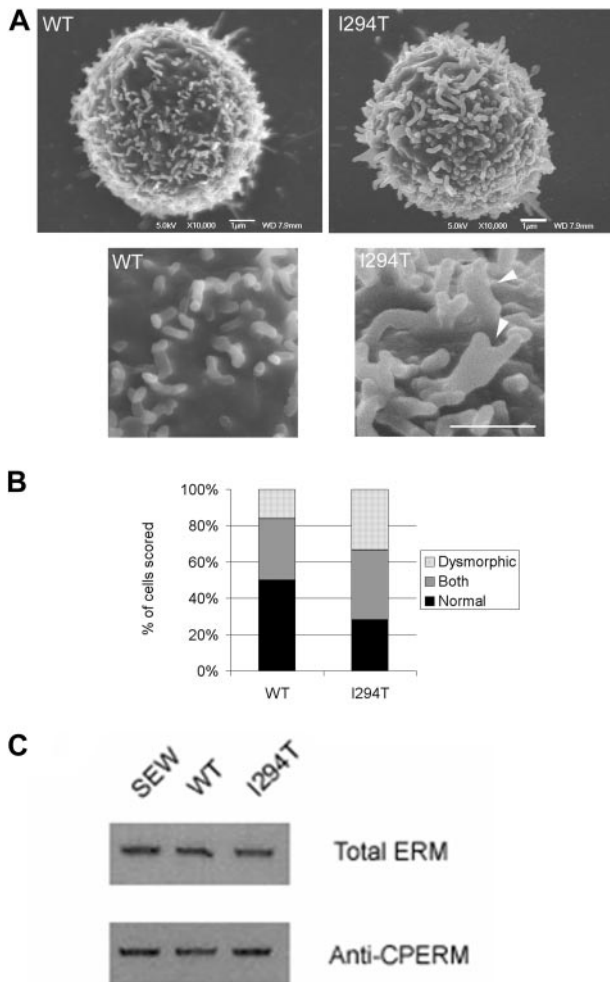 A
WT
I294T
5.0kV X10,000 1µm WD 7.9mm
5.0kV X10,000 1µm WD 7.9mm
WT
I294T
B
100%
80%
60%
40%
20%
0%
% of cells scored
WT
I294T
Dysmorphic
Both
Normal
C
SEW WT I294T
Total ERM
Anti-CPERM